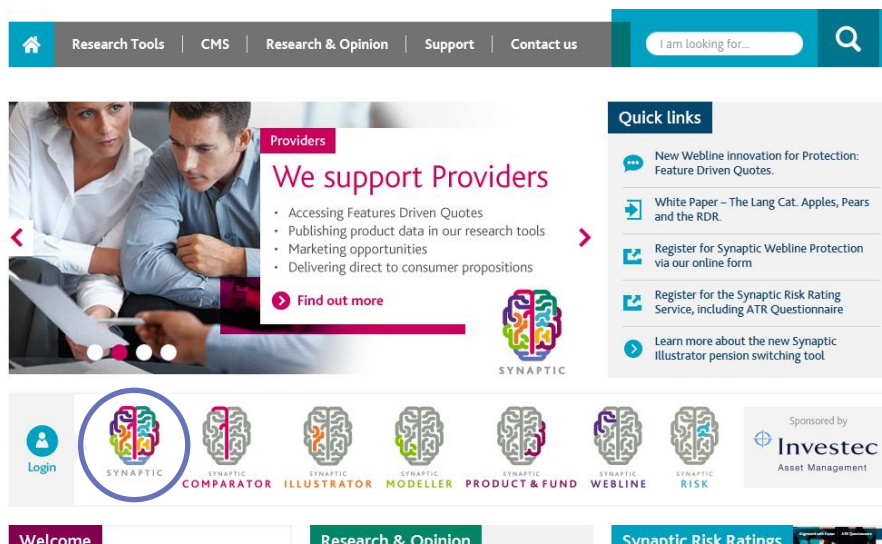 Research Tools
CMS
Research & Opinion
Support
Contact us
I am looking for...
Providers
We support Providers
• Accessing Features Driven Quotes
• Publishing product data in our research tools
• Marketing opportunities
• Delivering direct to consumer propositions
Find out more
SYNAPTIC
Quick links
New Webline innovation for Protection:
Feature Driven Quotes.
White Paper – The Lang Cat. Apples, Pears
and the RDR.
Register for Synaptic Webline Protection
via our online form
Register for the Synaptic Risk Rating
Service, including ATR Questionnaire
Learn more about the new Synaptic
Illustrator pension switching tool
Login
SYNAPTIC
SYNAPTIC
COMPARATOR
SYNAPTIC
ILLUSTRATOR
SYNAPTIC
MODELLER
SYNAPTIC
PRODUCT & FUND
SYNAPTIC
WEBLINE
SYNAPTIC
RISK
Sponsored by
Investec
Asset Management
Welcome
Research & Opinion
Synaptic Risk Ratings